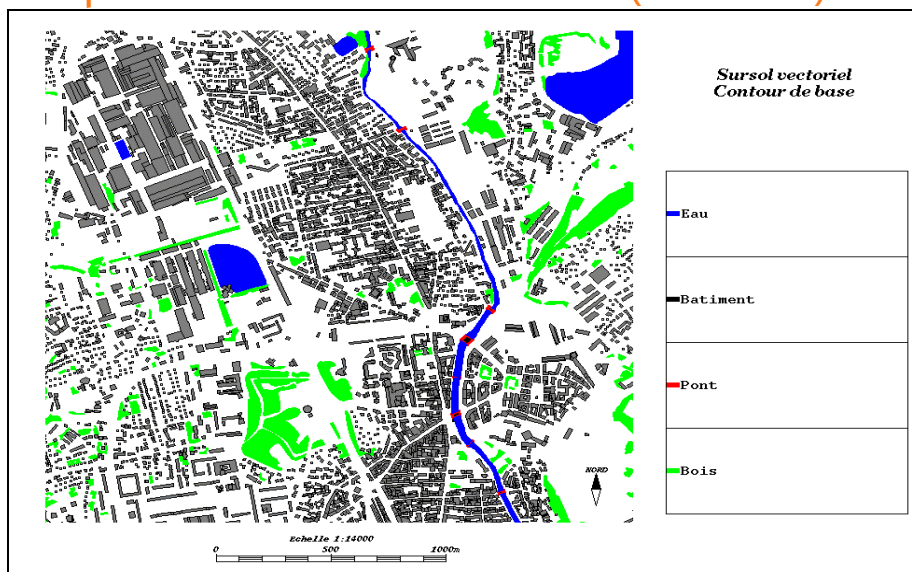 Sursol vectoriel
Contour de base
Eau
Batiment
Pont
Bois
NORD
Echelle 1:14000
0 500 1000m